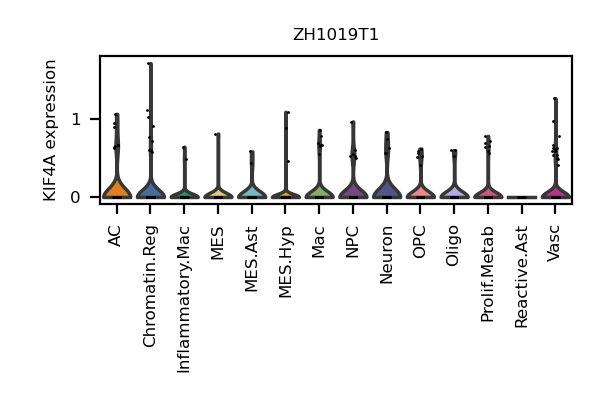 ZH1019T1
KIF4A expression
1
0
AC
Chromatin.Reg
Inflammatory.Mac
MES
MES.Ast
MES.Hyp
Mac
NPC
Neuron
OPC
Oligo
Prolif.Metab
Reactive.Ast
Vasc